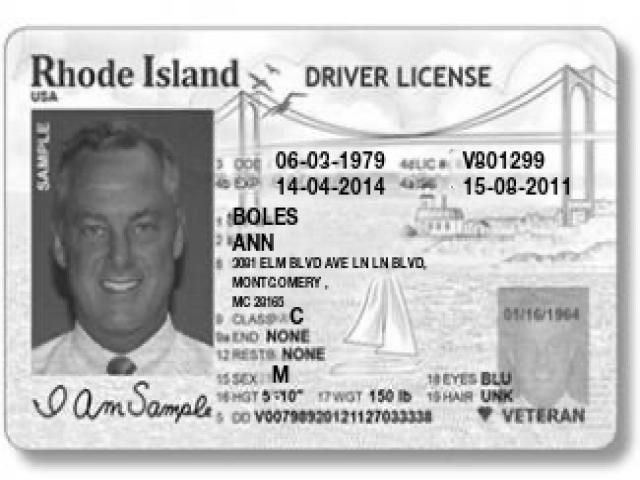 Rhode Island DRIVER LICENSE
USA
SAMPLE
3 DOB 06-03-1979 4d LIC # V801299
4b EXP 14-04-2014 4a ISS 15-08-2011
1 BOLES
2 ANN
8 3091 ELM BLVD AVE LN LN BLVD,
MONTGOMERY ,
MC 29165
9 CLASS C
9a END NONE
12 RESTR NONE
01/16/1964
15 SEX M 18 EYES BLU
16 HGT 5'-10" 17 WGT 150 lb 19 HAIR UNK
5 DD V00798920121127033338 VETERAN
I Am Sample